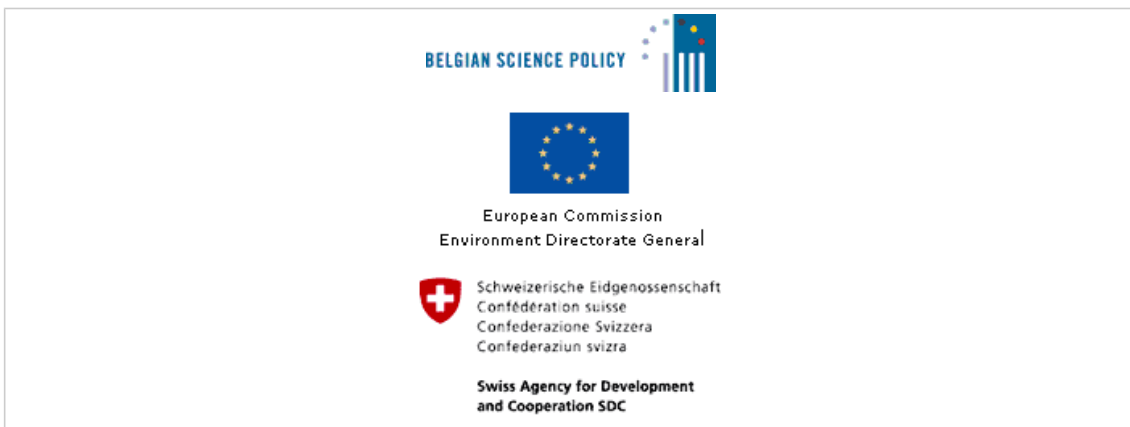 BELGIAN SCIENCE POLICY
European Commission
Environment Directorate General
Schweizerische Eidgenossenschaft
Confédération suisse
Confederazione Svizzera
Confederaziun svizra
Swiss Agency for Development
and Cooperation SDC